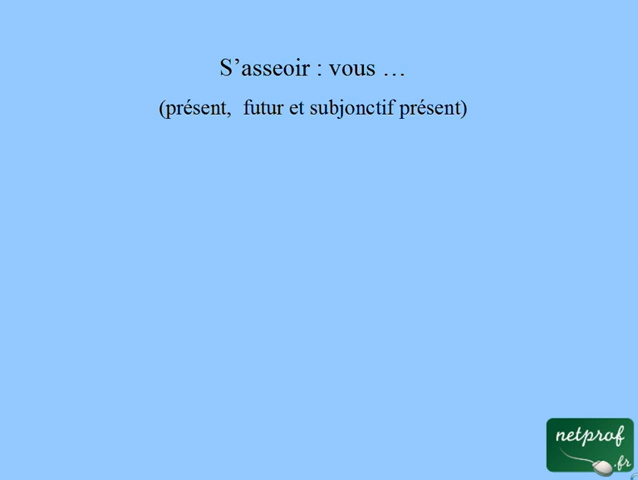 S’asseoir : vous …
(présent,  futur et subjonctif présent)
netprof
.fr